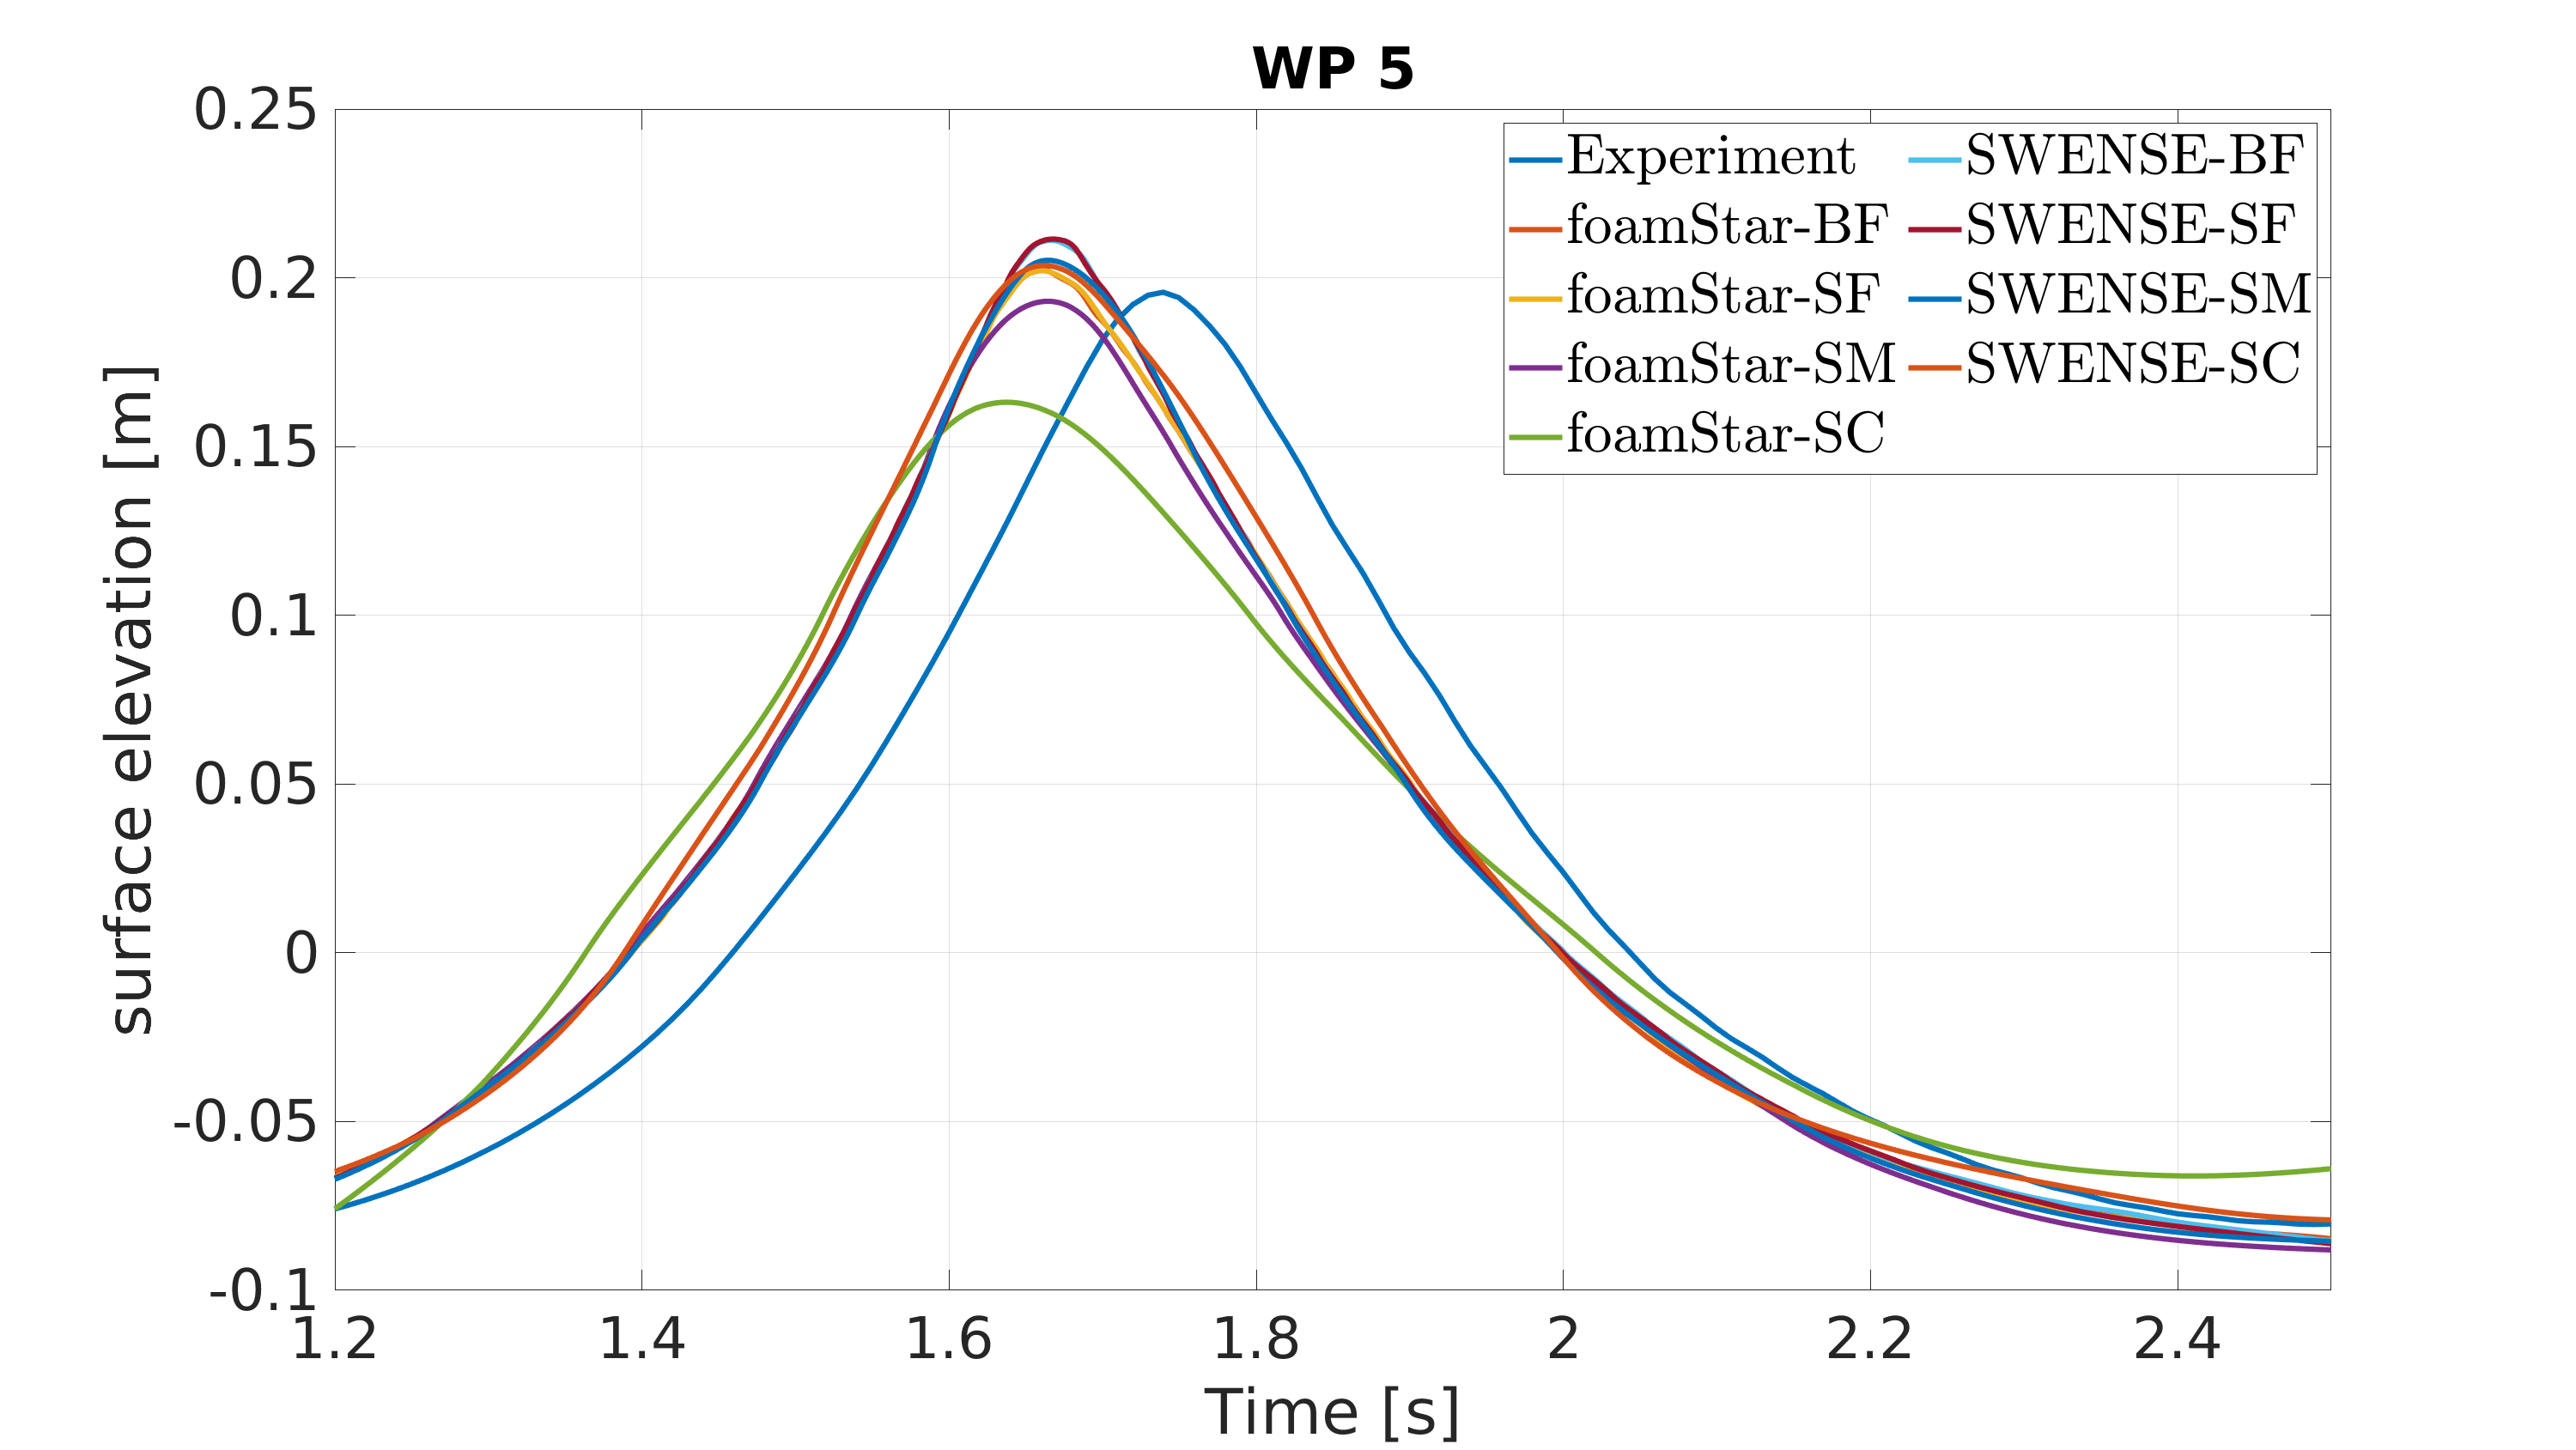 WP 5
0.25
0.2
0.15
0.1
0.05
0
-0.05
-0.1
surface elevation [m]
Experiment
foamStar-BF
foamStar-SF
foamStar-SM
foamStar-SC
SWENSE-BF
SWENSE-SF
SWENSE-SM
SWENSE-SC
1.2 1.4 1.6 1.8 2 2.2 2.4
Time [s]